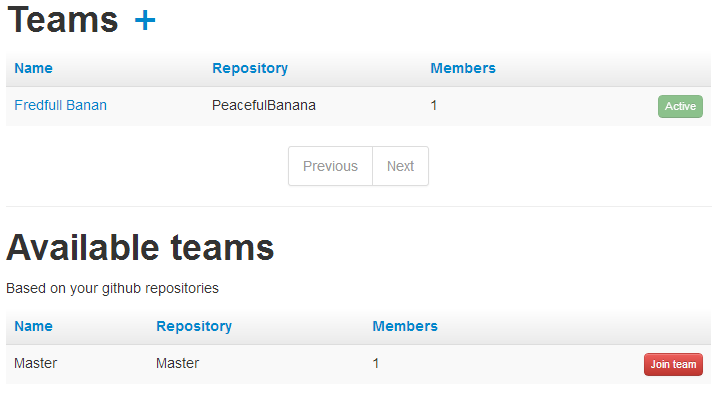 Teams +
Name Repository Members
Fredfull Banan PeacefulBanana 1 Active
Previous Next
Available teams
Based on your github repositories
Name Repository Members
Master Master 1 Join team